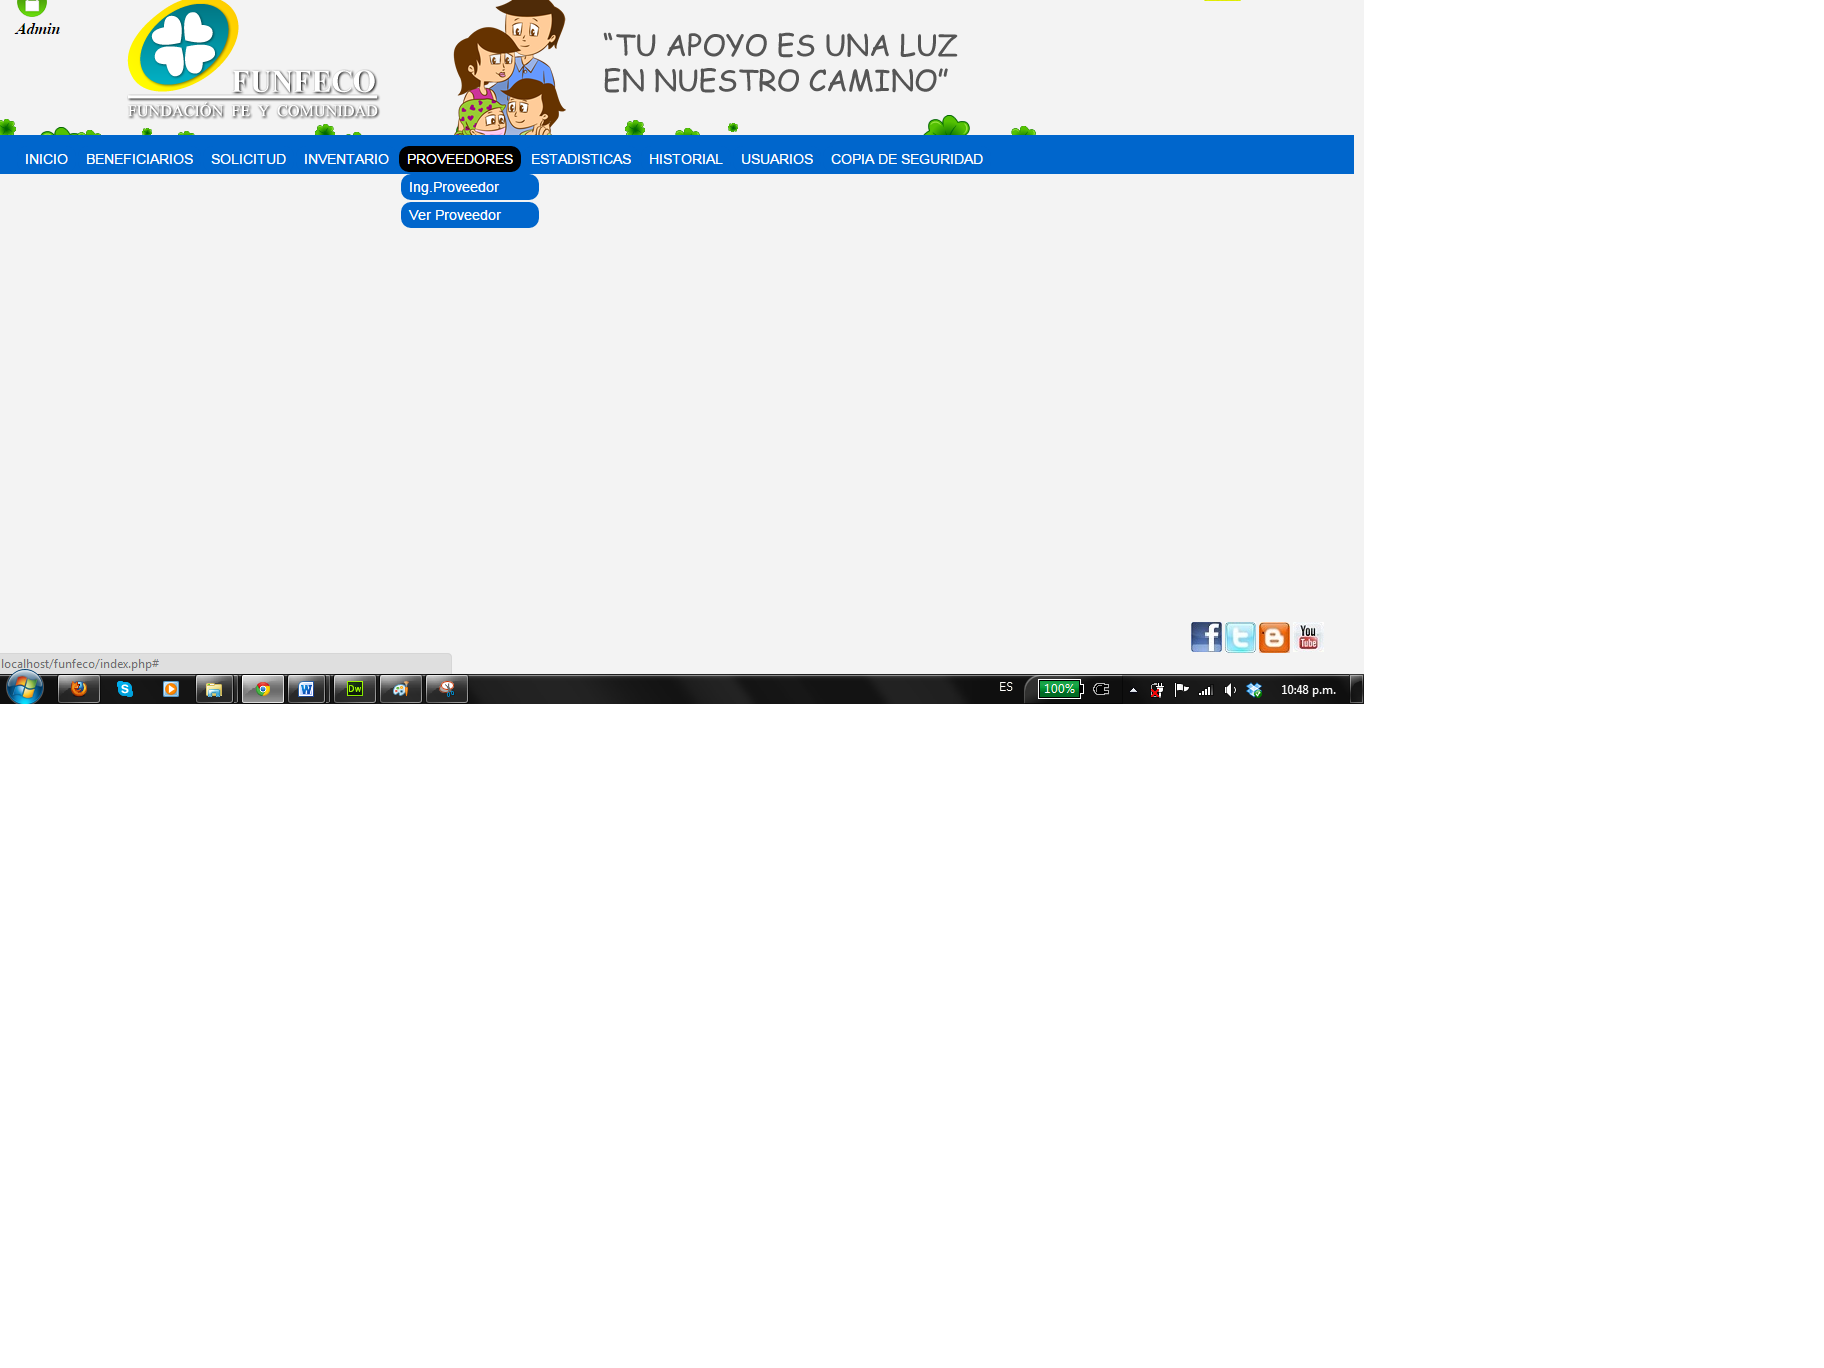 Admin
FUNFECO
FUNDACIÓN FE Y COMUNIDAD
“TU APOYO ES UNA LUZ
EN NUESTRO CAMINO”
INICIO BENEFICIARIOS SOLICITUD INVENTARIO PROVEEDORES ESTADISTICAS HISTORIAL USUARIOS COPIA DE SEGURIDAD
Ing.Proveedor
Ver Proveedor
You
Tube
localhost/funfeco/index.php#
Dw
ES
100%
10:48 p.m.